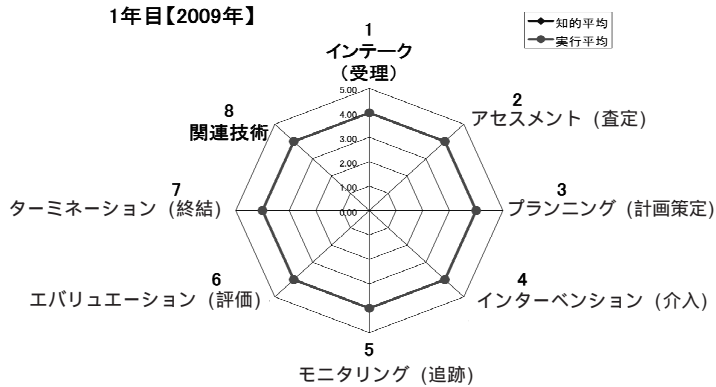 1年目【2009年】
知的平均
実行平均
1
インテーク
（受理）
2
アセスメント（査定）
3
プランニング（計画策定）
4
インターベンション（介入）
5
モニタリング（追跡）
6
エバリュエーション（評価）
7
ターミネーション（終結）
8
関連技術
5.00
4.00
3.00
2.00
1.00
0.00